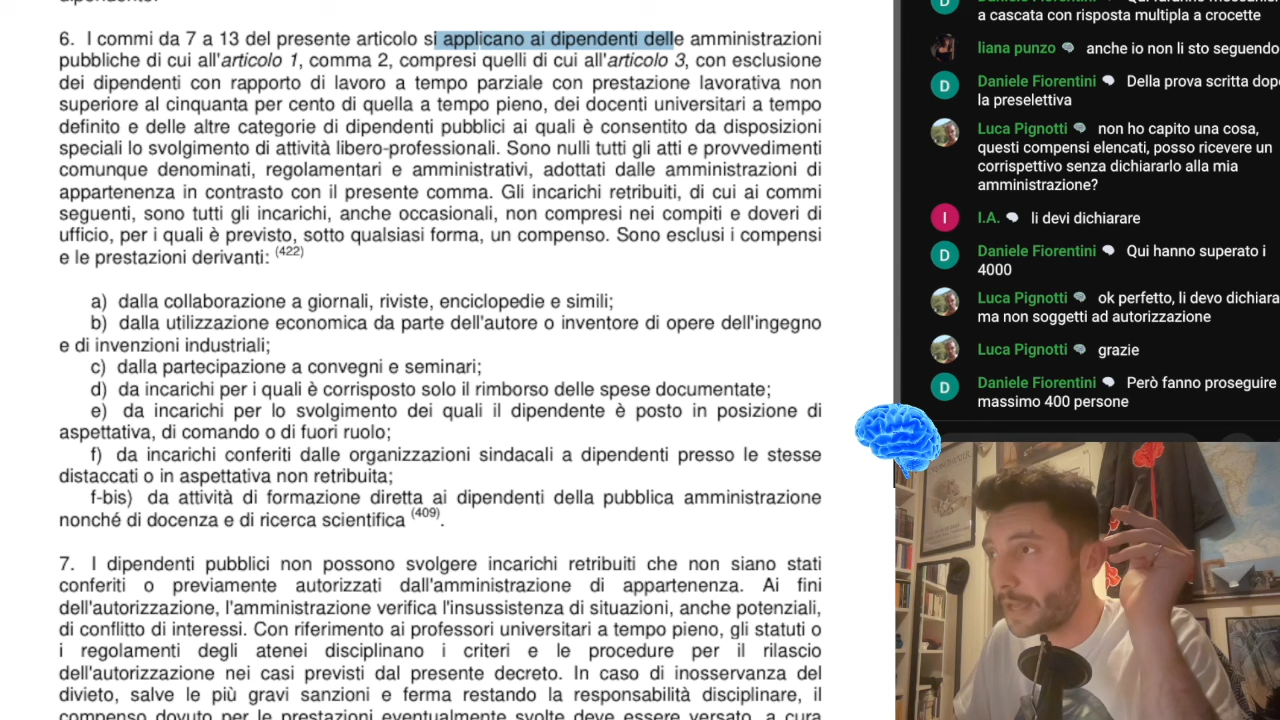 6. I commi da 7 a 13 del presente articolo si applicano ai dipendenti delle amministrazioni
pubbliche di cui all'articolo 1, comma 2, compresi quelli di cui all'articolo 3, con esclusione
dei dipendenti con rapporto di lavoro a tempo parziale con prestazione lavorativa non
superiore al cinquanta per cento di quella a tempo pieno, dei docenti universitari a tempo
definito e delle altre categorie di dipendenti pubblici ai quali è consentito da disposizioni
speciali lo svolgimento di attività libero-professionali. Sono nulli tutti gli atti e provvedimenti
comunque denominati, regolamentari e amministrativi, adottati dalle amministrazioni di
appartenenza in contrasto con il presente comma. Gli incarichi retribuiti, di cui ai commi
seguenti, sono tutti gli incarichi, anche occasionali, non compresi nei compiti e doveri di
ufficio, per i quali è previsto, sotto qualsiasi forma, un compenso. Sono esclusi i compensi
e le prestazioni derivanti: (422)
a) dalla collaborazione a giornali, riviste, enciclopedie e simili;
b) dalla utilizzazione economica da parte dell'autore o inventore di opere dell'ingegno
e di invenzioni industriali;
c) dalla partecipazione a convegni e seminari;
d) da incarichi per i quali è corrisposto solo il rimborso delle spese documentate;
e) da incarichi per lo svolgimento dei quali il dipendente è posto in posizione di
aspettativa, di comando o di fuori ruolo;
f) da incarichi conferiti dalle organizzazioni sindacali a dipendenti presso le stesse
distaccati o in aspettativa non retribuita;
f-bis) da attività di formazione diretta ai dipendenti della pubblica amministrazione
nonché di docenza e di ricerca scientifica (409).
7. I dipendenti pubblici non possono svolgere incarichi retribuiti che non siano stati
conferiti o previamente autorizzati dall'amministrazione di appartenenza. Ai fini
dell'autorizzazione, l'amministrazione verifica l'insussistenza di situazioni, anche potenziali,
di conflitto di interessi. Con riferimento ai professori universitari a tempo pieno, gli statuti o
i regolamenti degli atenei disciplinano i criteri e le procedure per il rilascio
dell'autorizzazione nei casi previsti dal presente decreto. In caso di inosservanza del
divieto, salve le più gravi sanzioni e ferma restando la responsabilità disciplinare, il
compenso dovuto per le prestazioni eventualmente svolte deve essere versato, a cura
D
a cascata con risposta multipla a crocette
liana punzo anche io non li sto seguendo
D Daniele Fiorentini Della prova scritta dop
la preselettiva
Luca Pignotti non ho capito una cosa,
questi compensi elencati, posso ricevere un
corrispettivo senza dichiararlo alla mia
amministrazione?
I I.A. li devi dichiarare
D Daniele Fiorentini Qui hanno superato i
4000
Luca Pignotti ok perfetto, li devo dichiara
ma non soggetti ad autorizzazione
Luca Pignotti grazie
D Daniele Fiorentini Però fanno proseguire
massimo 400 persone